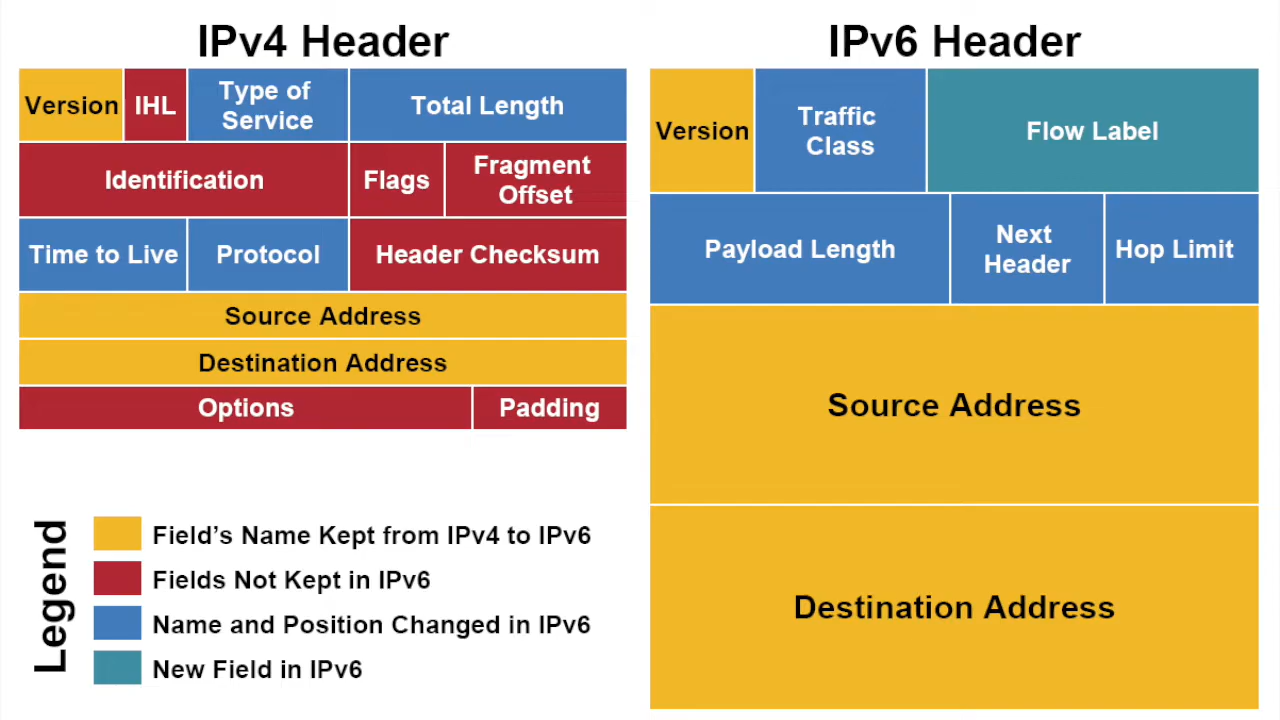 IPv4 Header
Version
IHL
Type of
Service
Total Length
Identification
Flags
Fragment
Offset
Time to Live
Protocol
Header Checksum
Source Address
Destination Address
Options
Padding
IPv6 Header
Version
Traffic
Class
Flow Label
Payload Length
Next
Header
Hop Limit
Source Address
Destination Address
Legend
Field’s Name Kept from IPv4 to IPv6
Fields Not Kept in IPv6
Name and Position Changed in IPv6
New Field in IPv6